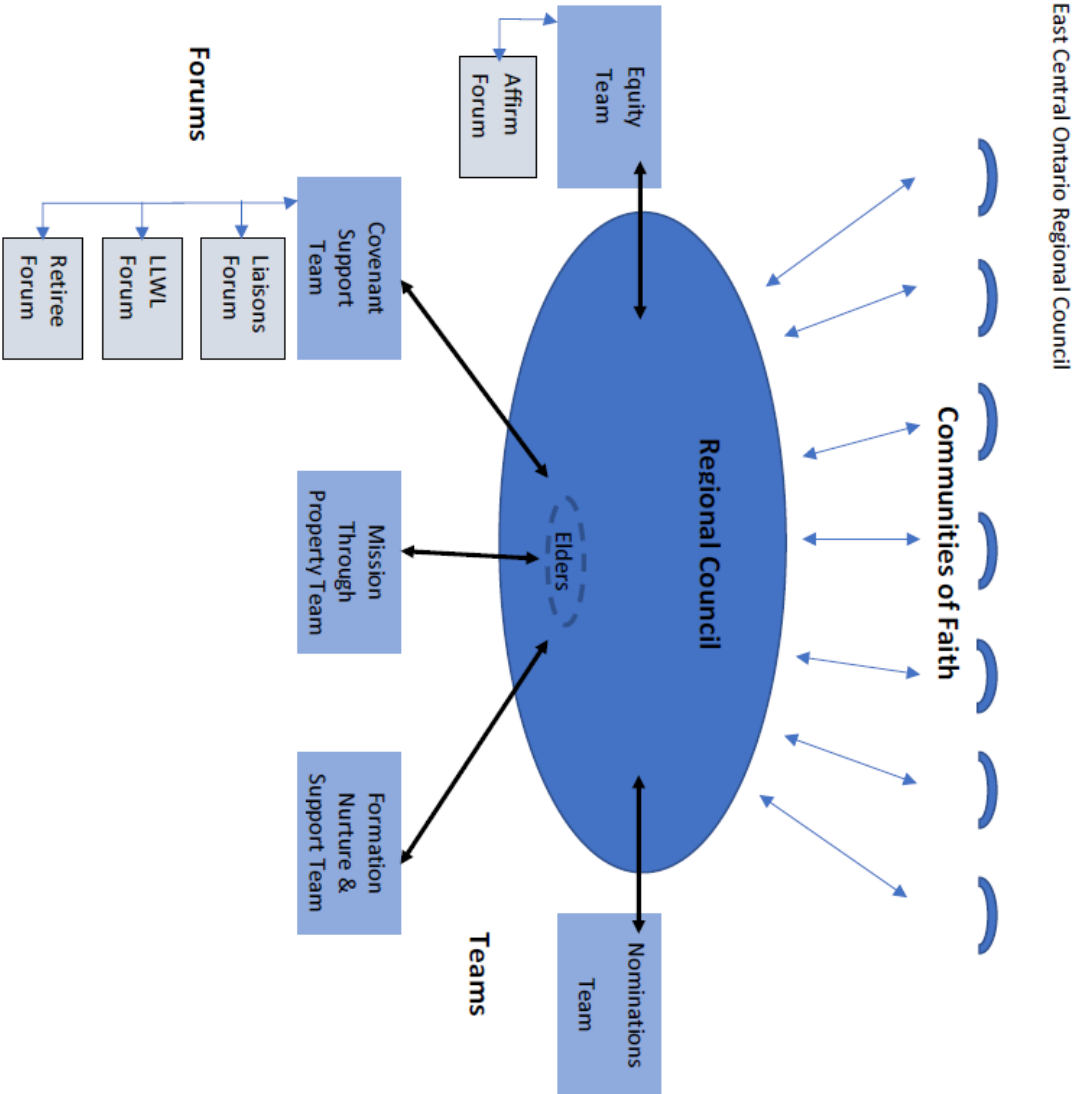 East Central Ontario Regional Council
Communities of Faith
Regional Council
Elders
Equity
Team
Affirm
Forum
Nominations
Team
Teams
Covenant
Support
Team
Mission
Through
Property Team
Formation
Nurture &
Support Team
Forums
Liaisons
Forum
LLWL
Forum
Retiree
Forum